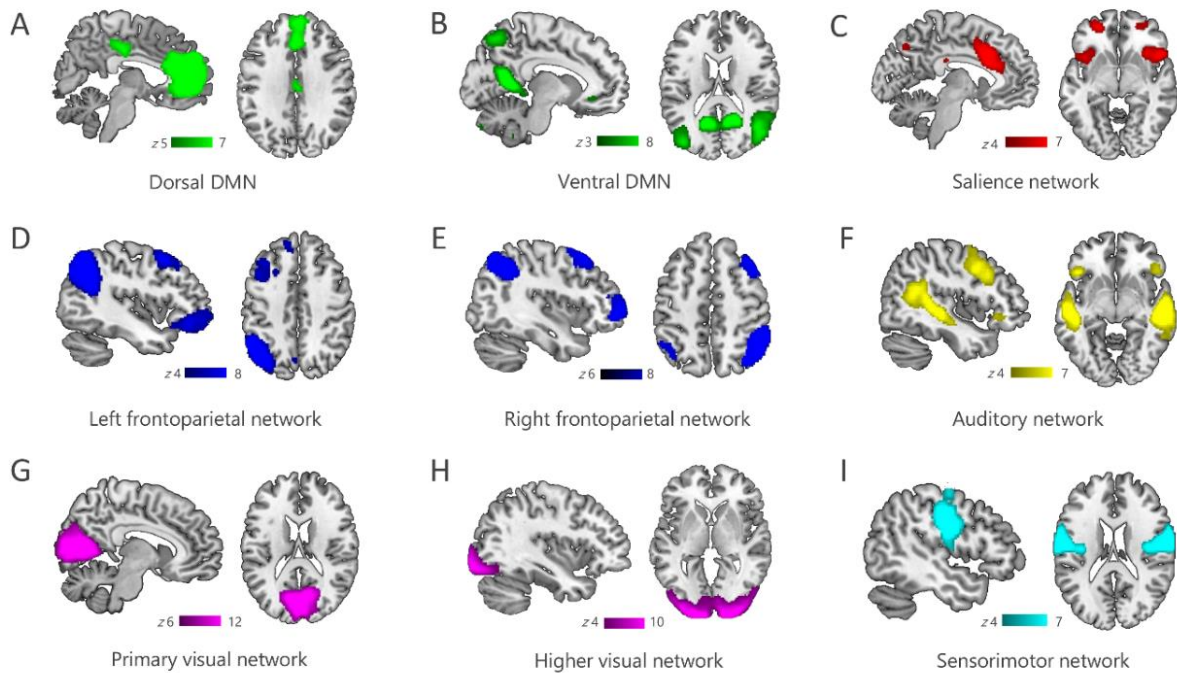 A
z 5 7
Dorsal DMN
B
z 3 8
Ventral DMN
C
z 4 7
Salience network
D
z 4 8
Left frontoparietal network
E
z 6 8
Right frontoparietal network
F
z 4 7
Auditory network
G
z 6 12
Primary visual network
H
z 4 10
Higher visual network
I
z 4 7
Sensorimotor network